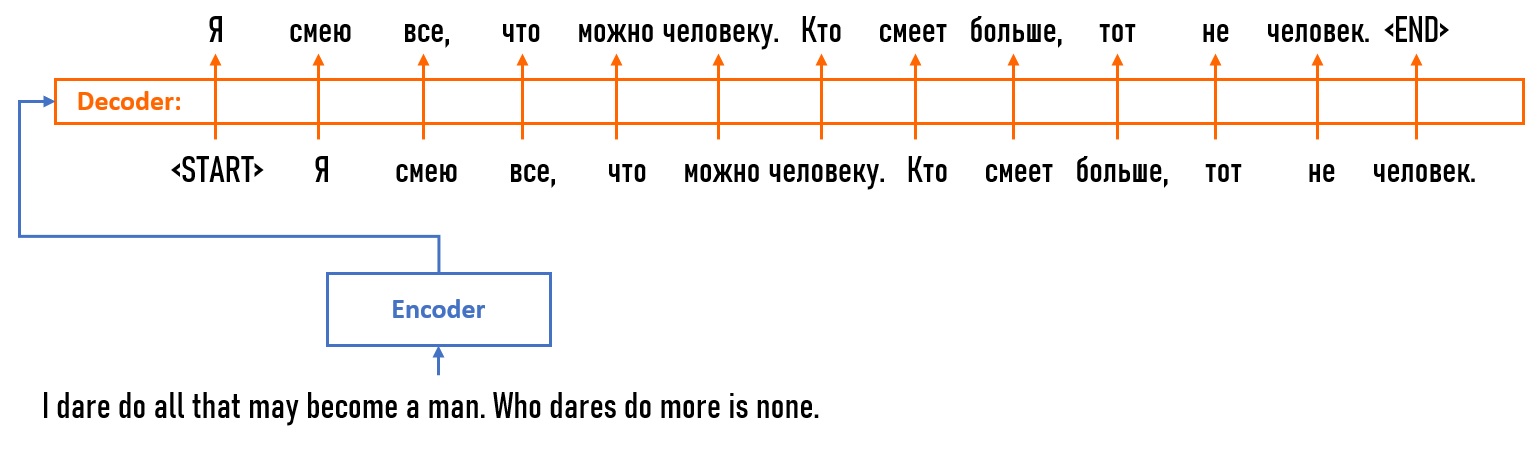 Я смею все, что можно человеку. Кто смеет больше, тот не человек. <END>
Decoder:
<START> Я смею все, что можно человеку. Кто смеет больше, тот не человек.
Encoder
I dare do all that may become a man. Who dares do more is none.